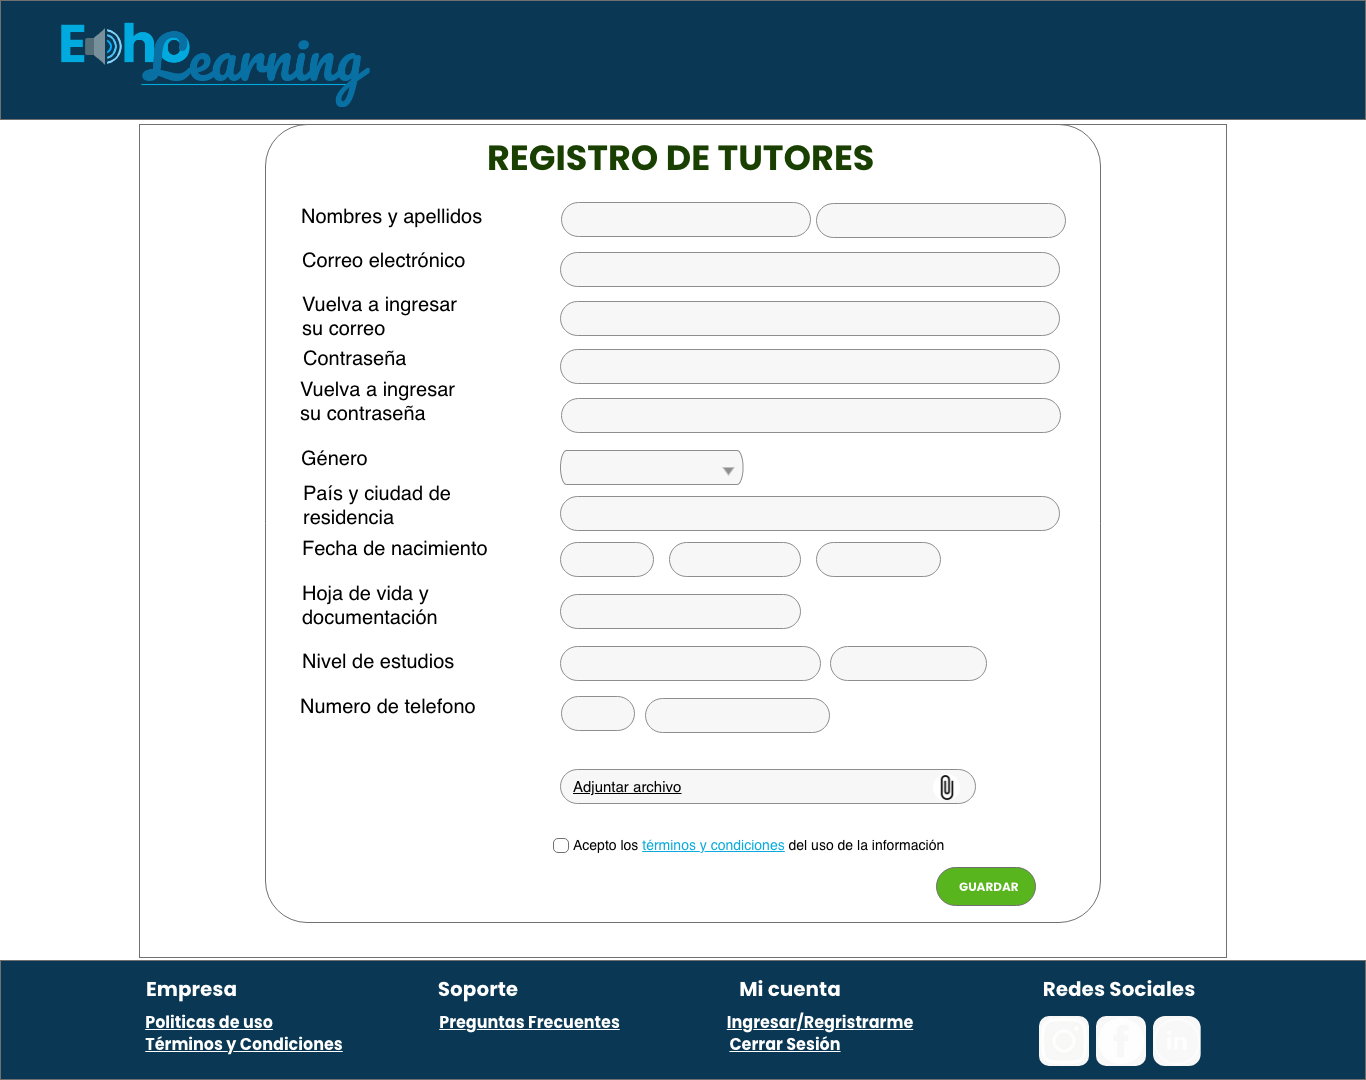 Echo
Learning
REGISTRO DE TUTORES
Nombres y apellidos
Correo electrónico
Vuelva a ingresar
su correo
Contraseña
Vuelva a ingresar
su contraseña
Género
País y ciudad de
residencia
Fecha de nacimiento
Hoja de vida y
documentación
Nivel de estudios
Numero de telefono
Adjuntar archivo
Acepto los términos y condiciones del uso de la información
GUARDAR
Empresa
Politicas de uso
Términos y Condiciones
Soporte
Preguntas Frecuentes
Mi cuenta
Ingresar/Regristrarme
Cerrar Sesión
Redes Sociales
f
in